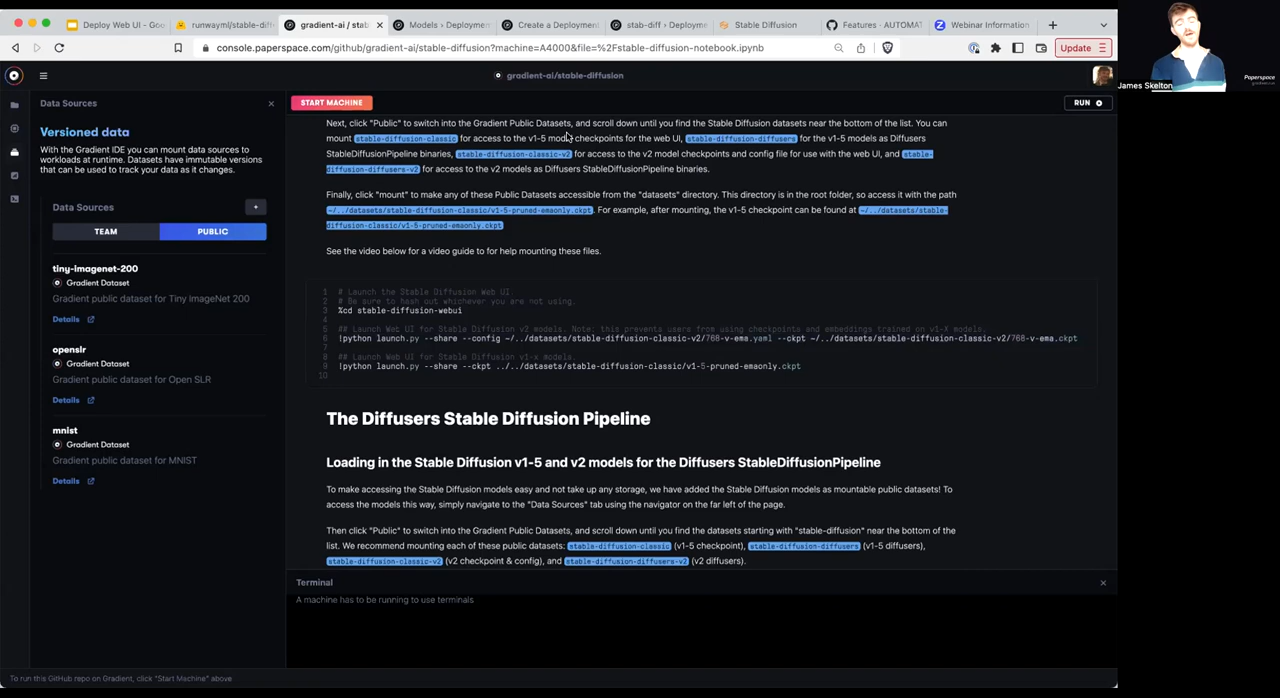 Deploy Web UI - Goo
runwayml/stable-diff
gradient-ai / stab
Models › Deploymen
Create a Deployment
stab-diff › Deployme
Stable Diffusion
Features · AUTOMAT
Webinar Information
console.paperspace.com/github/gradient-ai/stable-diffusion?machine=A4000&file=%2Fstable-diffusion-notebook.ipynb
Update
gradient-ai/stable-diffusion
James Skelton
Paperspace
Data Sources
START MACHINE
RUN
Versioned data
With the Gradient IDE you can mount data sources to
workloads at runtime. Datasets have immutable versions
that can be used to track your data as it changes.
Data Sources
+
TEAM
PUBLIC
tiny-imagenet-200
Gradient Dataset
Gradient public dataset for Tiny ImageNet 200
Details
openslr
Gradient Dataset
Gradient public dataset for Open SLR
Details
mnist
Gradient Dataset
Gradient public dataset for MNIST
Details
Next, click "Public" to switch into the Gradient Public Datasets, and scroll down until you find the Stable Diffusion datasets near the bottom of the list. You can
mount stable-diffusion-classic for access to the v1-5 model checkpoints for the web UI, stable-diffusion-diffusers for the v1-5 models as Diffusers
StableDiffusionPipeline binaries, stable-diffusion-classic-v2 for access to the v2 model checkpoints and config file for use with the web UI, and stable-
diffusion-diffusers-v2 for access to the v2 models as Diffusers StableDiffusionPipeline binaries.
Finally, click "mount" to make any of these Public Datasets accessible from the "datasets" directory. This directory is in the root folder, so access it with the path
~/../datasets/stable-diffusion-classic/v1-5-pruned-emaonly.ckpt. For example, after mounting, the v1-5 checkpoint can be found at ~/../datasets/stable-
diffusion-classic/v1-5-pruned-emaonly.ckpt
See the video below for a video guide to for help mounting these files.
1 # Launch the Stable Diffusion Web UI
2 # Be sure to hash out whichever you are not using.
3 %cd stable-diffusion-webui
4
5 ## Launch Web UI for Stable Diffusion v2 models. Note: this prevents users from using checkpoints and embeddings trained on v1-X models.
6 !python launch.py --share --config ~/../datasets/stable-diffusion-classic-v2/768-v-ema.yaml --ckpt ~/../datasets/stable-diffusion-classic-v2/768-v-ema.ckpt
7
8 ## Launch Web UI for Stable Diffusion v1-x models.
9 !python launch.py --share --ckpt ../../datasets/stable-diffusion-classic/v1-5-pruned-emaonly.ckpt
10
The Diffusers Stable Diffusion Pipeline
Loading in the Stable Diffusion v1-5 and v2 models for the Diffusers StableDiffusionPipeline
To make accessing the Stable Diffusion models easy and not take up any storage, we have added the Stable Diffusion models as mountable public datasets! To
access the models this way, simply navigate to the "Data Sources" tab using the navigator on the far left of the page.
Then click "Public" to switch into the Gradient Public Datasets, and scroll down until you find the datasets starting with "stable-diffusion" near the bottom of the
list. We recommend mounting each of these public datasets: stable-diffusion-classic (v1-5 checkpoint), stable-diffusion-diffusers (v1-5 diffusers),
stable-diffusion-classic-v2 (v2 checkpoint & config), and stable-diffusion-diffusers-v2 (v2 diffusers).
Terminal
A machine has to be running to use terminals
To run this GitHub repo on Gradient, click "Start Machine" above